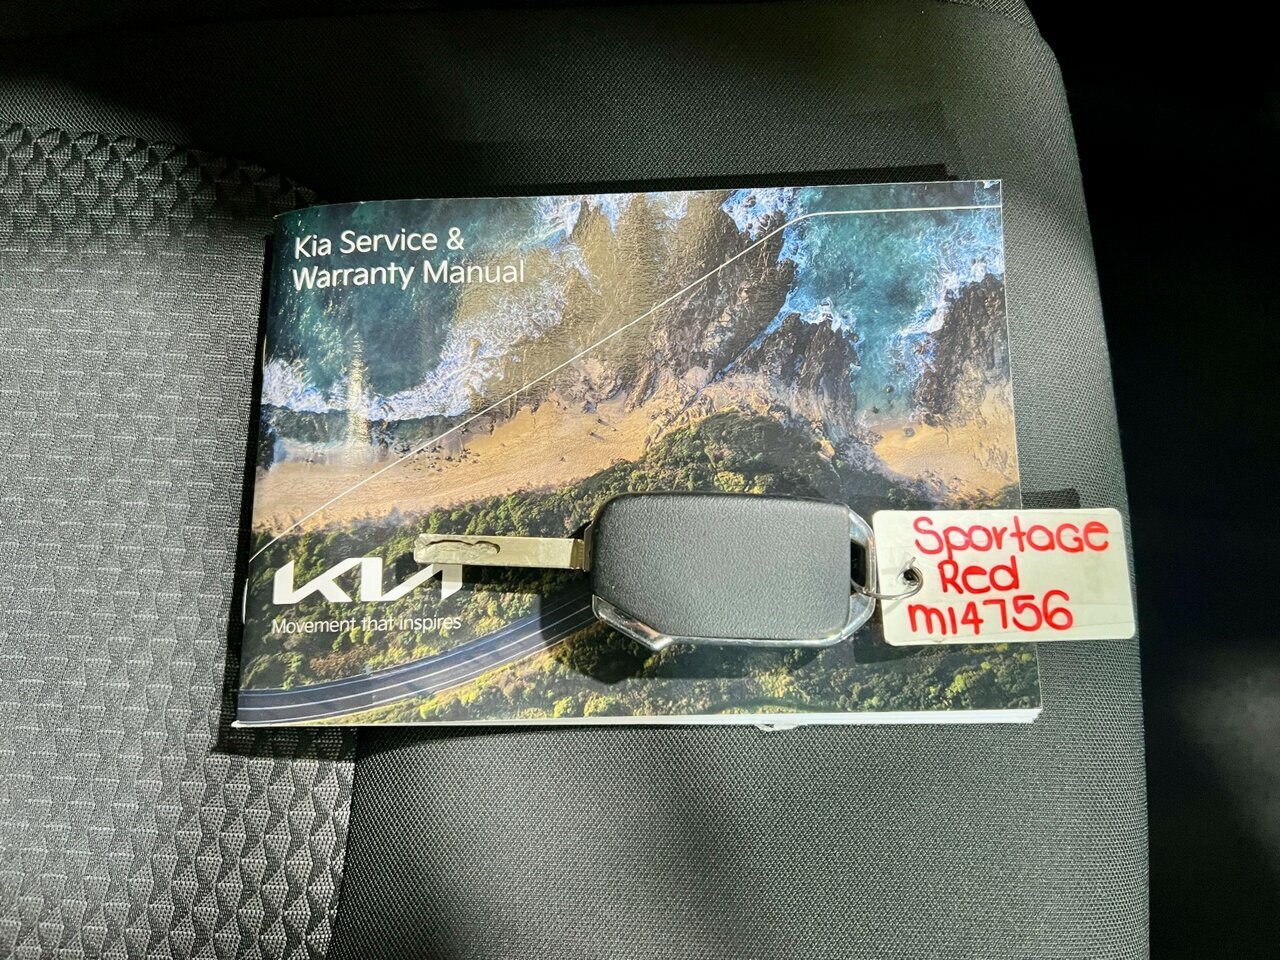 Kia Service &
Warranty Manual
KIA
Movement that inspires
Sportage
Red
m14756